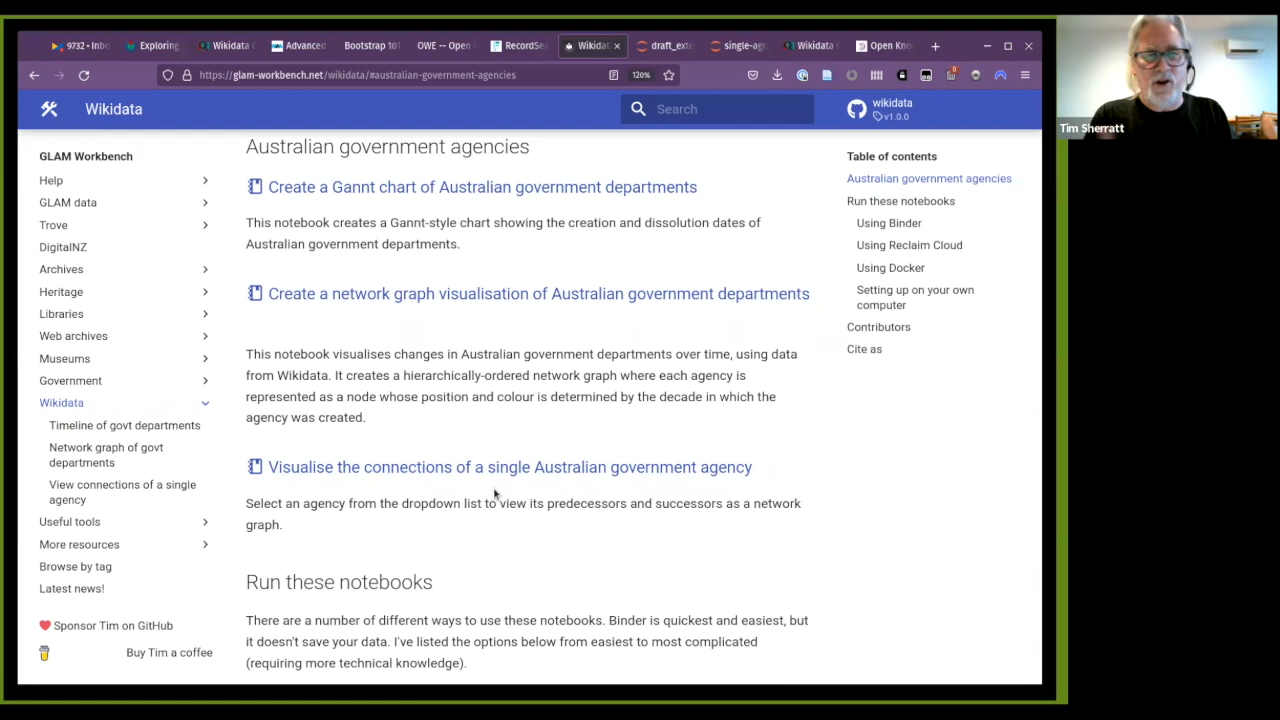 9732 • Inbo
Exploring
Wikidata
Advanced
Bootstrap 101
OWE -- Open
RecordSe
Wikidat
draft_exte
single-ag
Wikidata
Open Kno
https://glam-workbench.net/wikidata/#australian-government-agencies
120%
Wikidata
Search
wikidata
v1.0.0
GLAM Workbench
Help
GLAM data
Trove
DigitalNZ
Archives
Heritage
Libraries
Web archives
Museums
Government
Wikidata
Timeline of govt departments
Network graph of govt
departments
View connections of a single
agency
Useful tools
More resources
Browse by tag
Latest news!
Sponsor Tim on GitHub
Buy Tim a coffee
Australian government agencies
Create a Gannt chart of Australian government departments
This notebook creates a Gannt-style chart showing the creation and dissolution dates of
Australian government departments.
Create a network graph visualisation of Australian government departments
This notebook visualises changes in Australian government departments over time, using data
from Wikidata. It creates a hierarchically-ordered network graph where each agency is
represented as a node whose position and colour is determined by the decade in which the
agency was created.
Visualise the connections of a single Australian government agency
Select an agency from the dropdown list to view its predecessors and successors as a network
graph.
Run these notebooks
There are a number of different ways to use these notebooks. Binder is quickest and easiest, but
it doesn't save your data. I've listed the options below from easiest to most complicated
(requiring more technical knowledge).
Table of contents
Australian government agencies
Run these notebooks
Using Binder
Using Reclaim Cloud
Using Docker
Setting up on your own
computer
Contributors
Cite as
Tim Sherratt